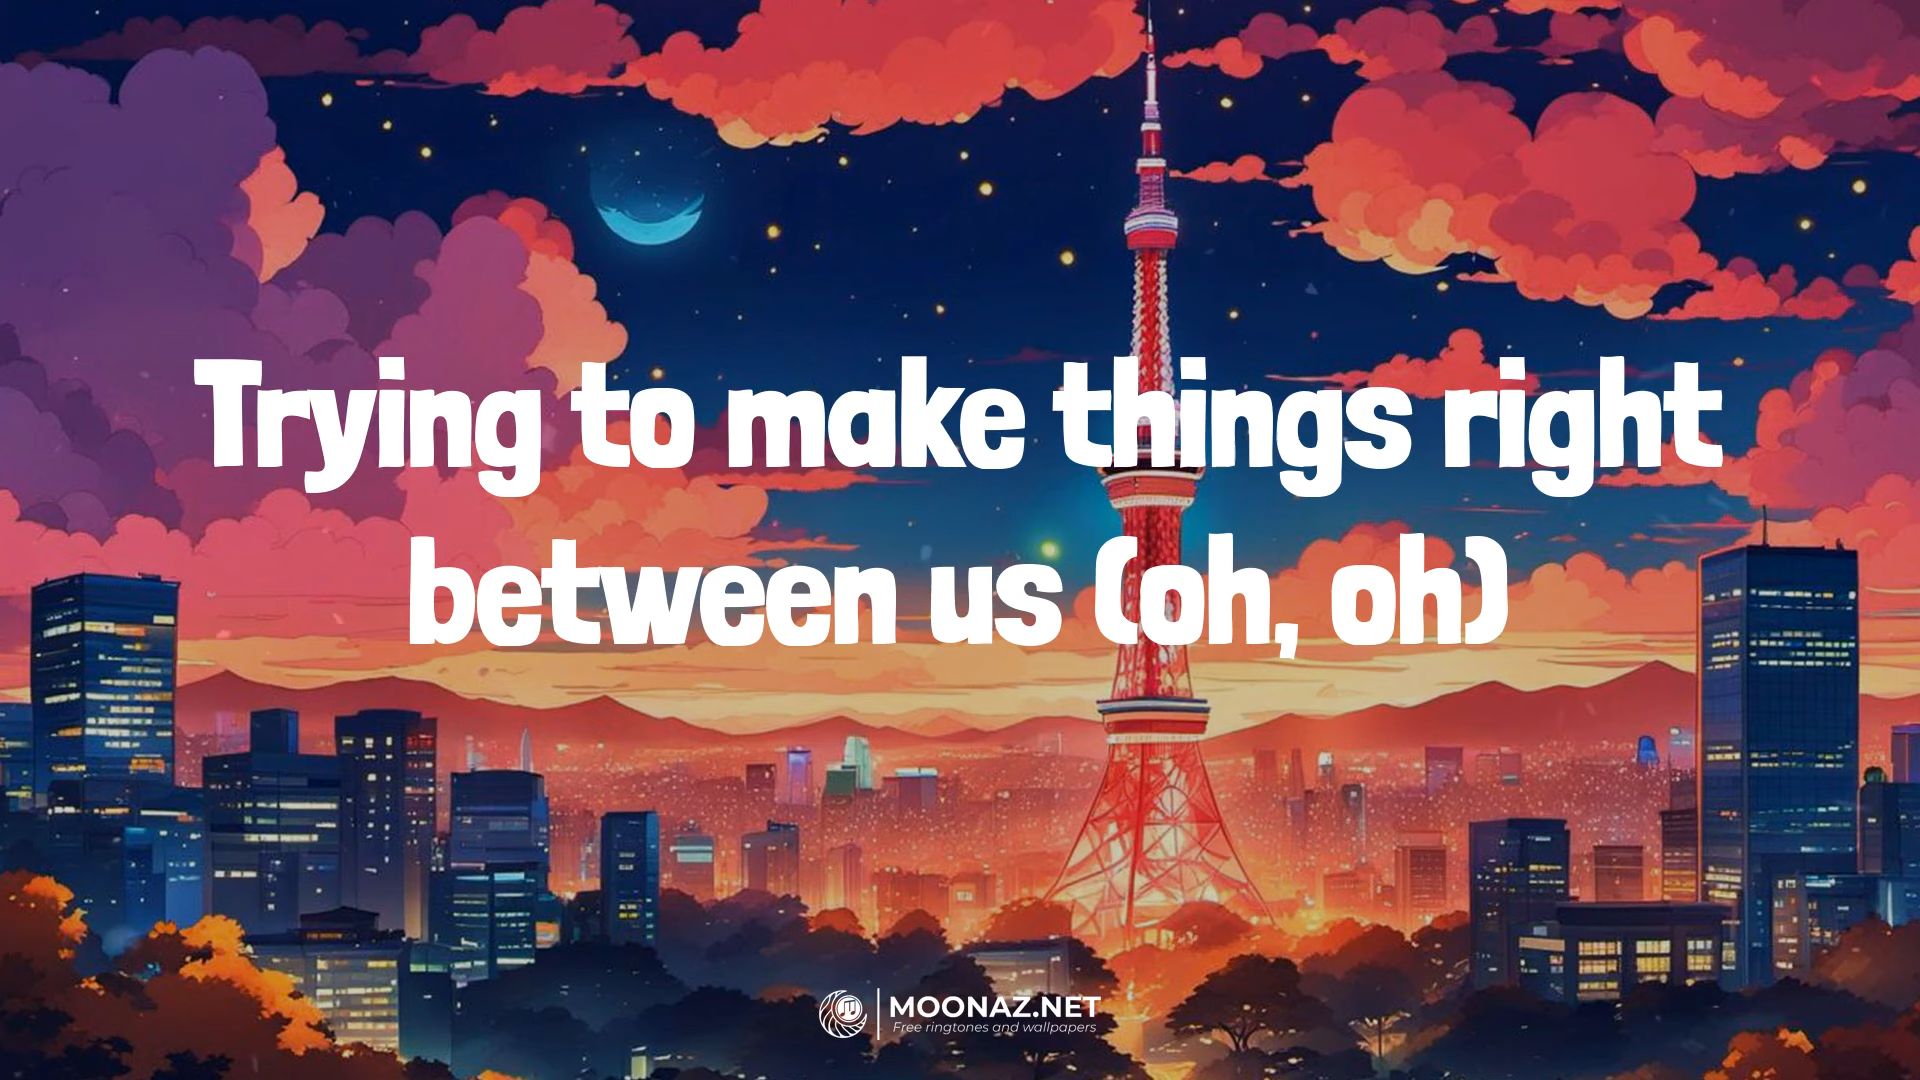 Trying to make things right
between us (oh, oh)
MOONAZ.NET
Free ringtones and wallpapers